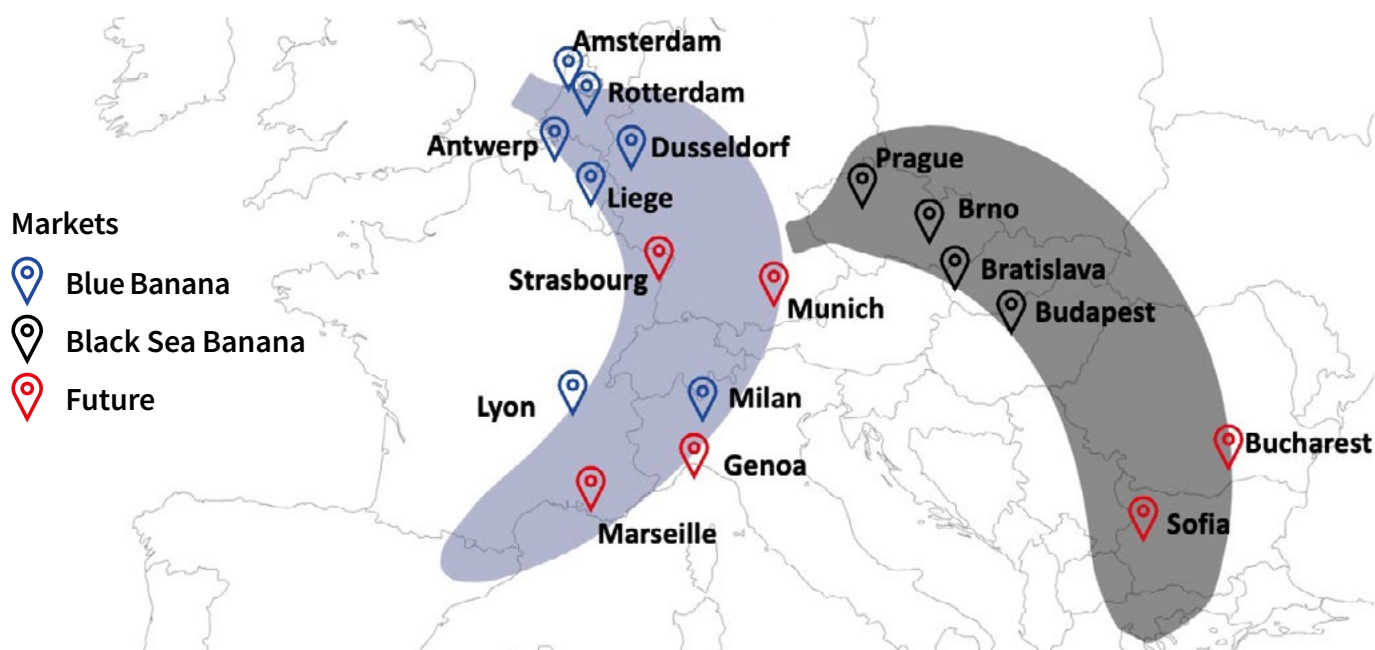 Amsterdam
Rotterdam
Antwerp
Dusseldorf
Liege
Strasbourg
Munich
Lyon
Milan
Genoa
Marseille
Prague
Brno
Bratislava
Budapest
Bucharest
Sofia
Markets
Blue Banana
Black Sea Banana
Future